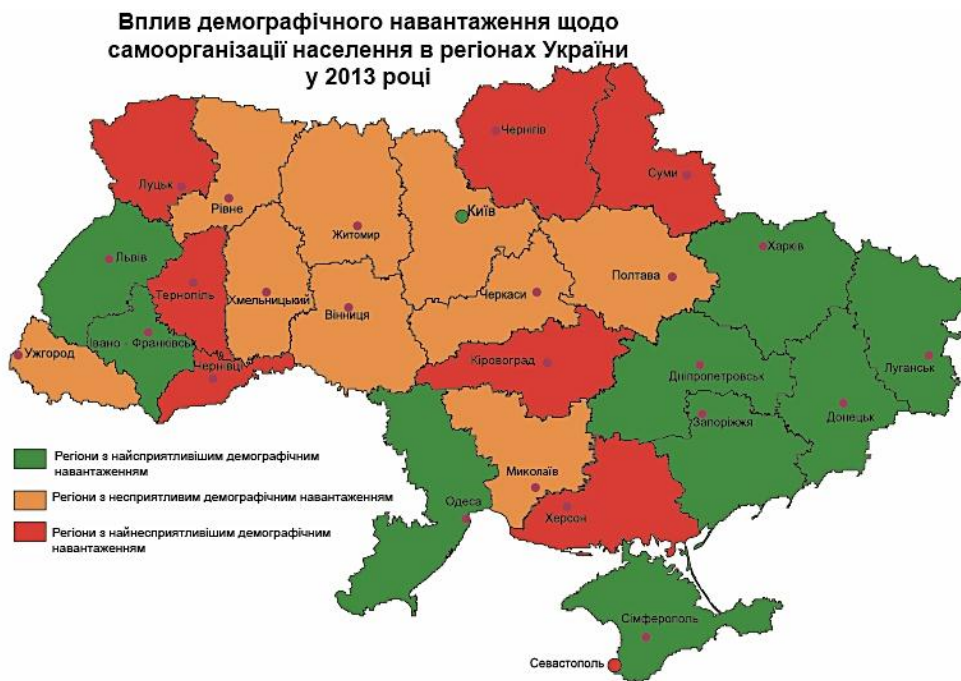 Вплив демографічного навантаження щодо
самоорганізації населення в регіонах України
у 2013 році
Чернігів
Суми
Луцьк
Рівне
Київ
Житомир
Харків
Львів
Полтава
Тернопіль
Хмельницький
Черкаси
Вінниця
Івано - Франювськ
Ужгород
Чернівці
Кіровоград
Луганськ
Дніпропетровськ
Донецьк
Запоріжжя
Регіони з найсприятливішим демографічним
навантаженням
Миколаїв
Регіони з несприятливим демографічним навантаженням
Одеса
Херсон
Регіони з найнесприятливішим демографічним
навантаженням
Сімферополь
Севастополь